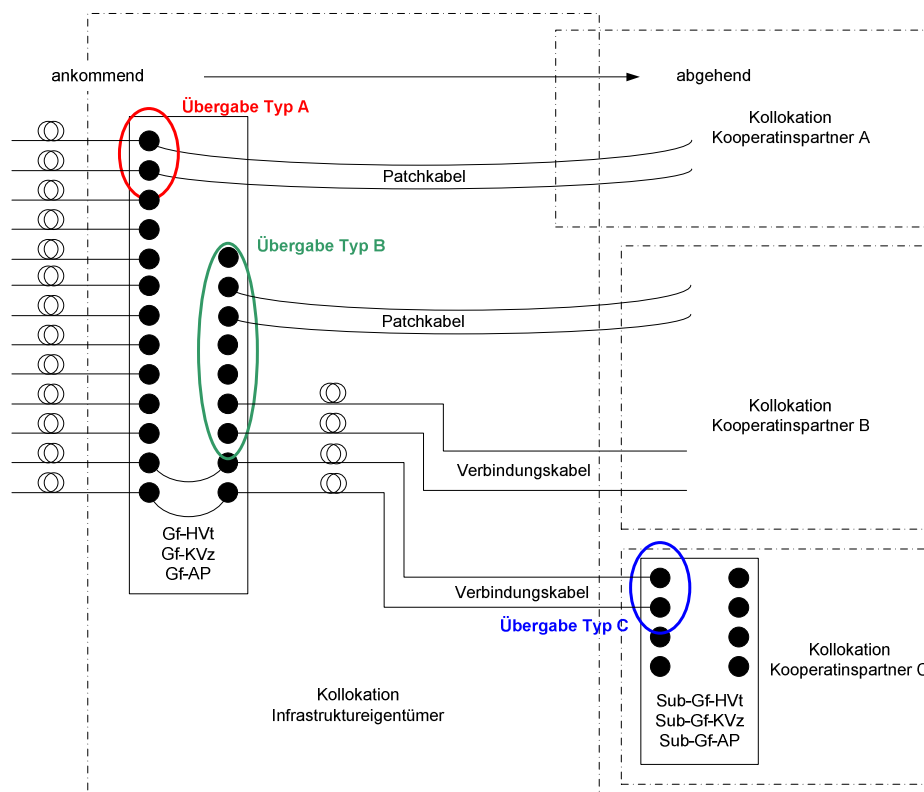 ankommend
abgehend
Übergabe Typ A
Kollokation
Kooperatinspartner A
Patchkabel
Übergabe Typ B
Patchkabel
Kollokation
Kooperatinspartner B
Verbindungskabel
Gf-HVt
Gf-KVz
Gf-AP
Verbindungskabel
Übergabe Typ C
Kollokation
Kooperatinspartner C
Kollokation
Infrastruktureigentümer
Sub-Gf-HVt
Sub-Gf-KVz
Sub-Gf-AP